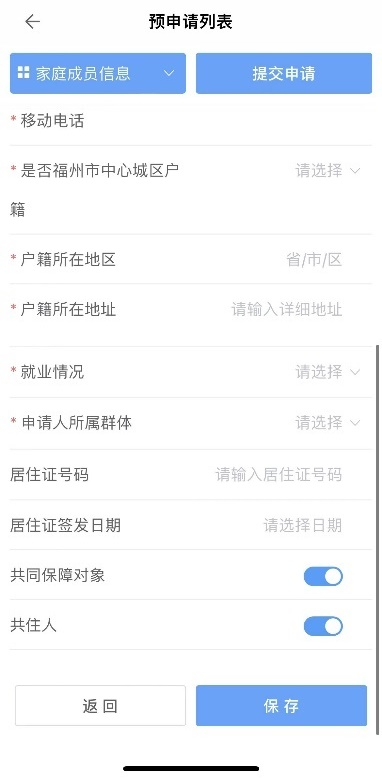 预申请列表
家庭成员信息
提交申请
* 移动电话
* 是否福州市中心城区户 请选择
籍
* 户籍所在地区 省/市/区
* 户籍所在地址 请输入详细地址
* 就业情况 请选择
* 申请人所属群体 请选择
居住证号码 请输入居住证号码
居住证签发日期 请选择日期
共同保障对象
共住人
返 回
保 存